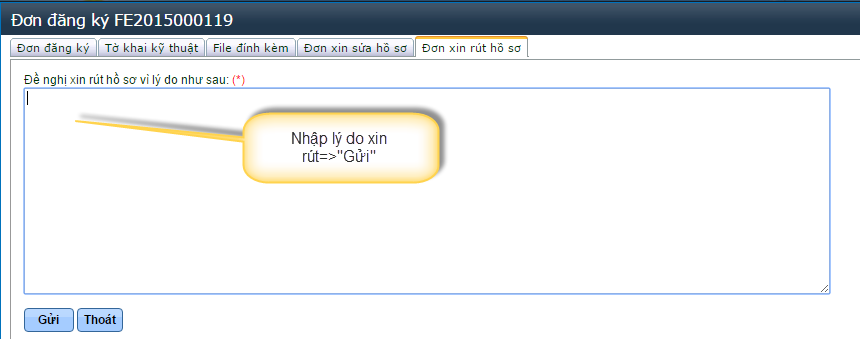 Đơn đăng ký FE2015000119
Đơn đăng ký Tờ khai kỹ thuật File đính kèm Đơn xin sửa hồ sơ Đơn xin rút hồ sơ
Đề nghị xin rút hồ sơ vì lý do như sau: (*)
Nhập lý do xin
rút=>"Gửi"
Gửi Thoát